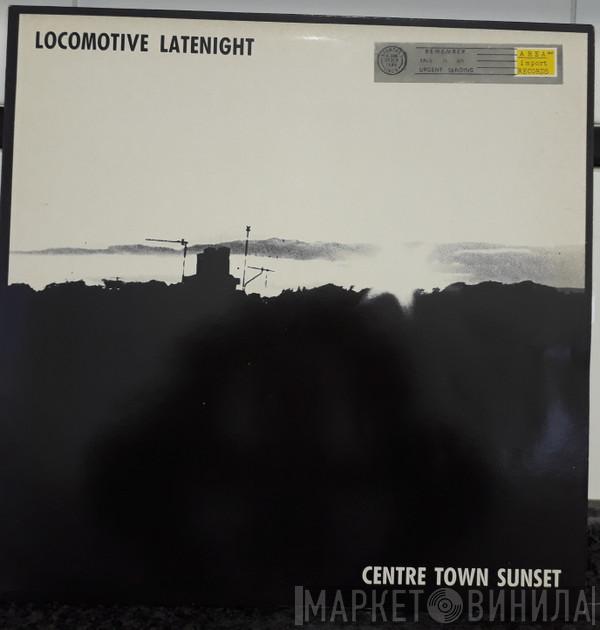 LOCOMOTIVE LATENIGHT
REMEMBER
URGENT SENDING
AREA
import
RECORDS
CENTRE TOWN SUNSET
МАРКЕТ ВИНИЛА